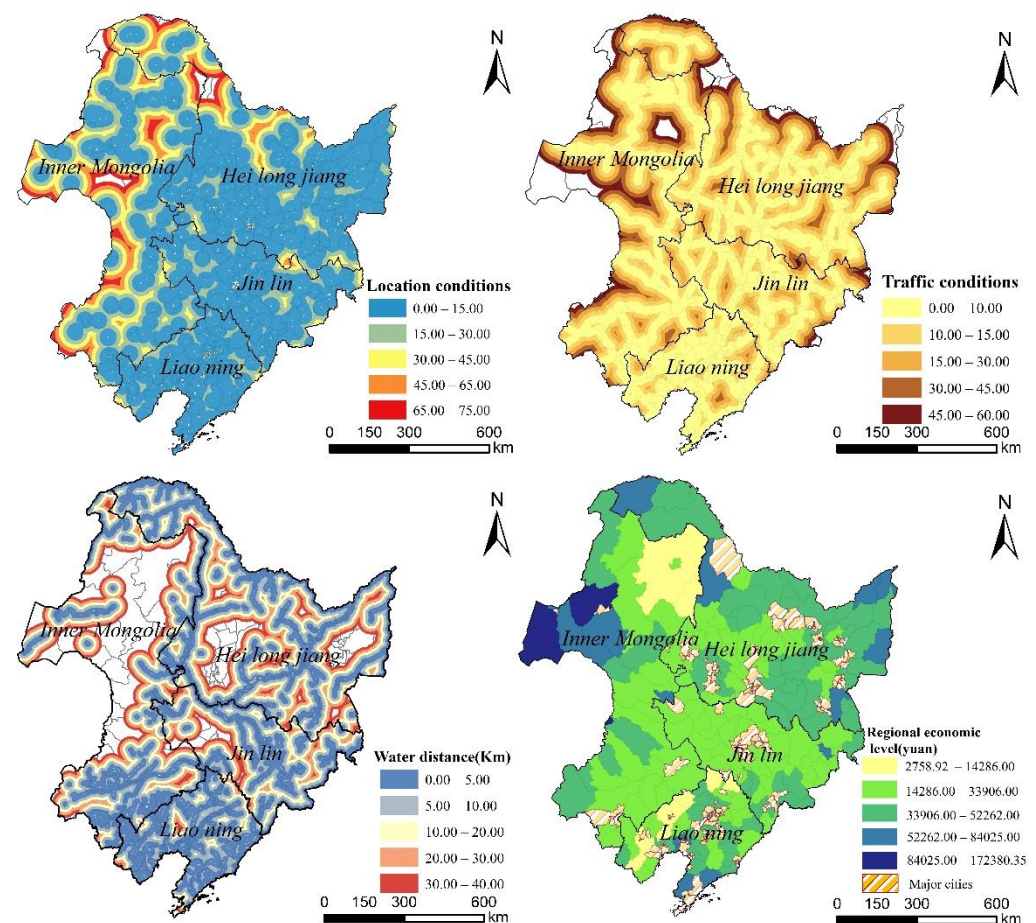 N
Inner Mongolia
Hei long jiang
Jin lin
Liao ning
Location conditions
0.00 – 15.00
15.00 – 30.00
30.00 – 45.00
45.00 – 65.00
65.00 75.00
0 150 300 600
km
N
Inner Mongolia
Hei long jiang
Jin lin
Liao ning
Traffic conditions
0.00 10.00
10.00 – 15.00
15.00 – 30.00
30.00 – 45.00
45.00 – 60.00
0 150 300 600
km
N
Inner Mongolia
Hei long jiang
Jin lin
Liao ning
Water distance(Km)
0.00 5.00
5.00 10.00
10.00 – 20.00
20.00 – 30.00
30.00 – 40.00
0 150 300 600
km
N
Inner Mongolia
Hei long jiang
Jin lin
Liao ning
Regional economic
level(yuan)
2758.92 – 14286.00
14286.00 33906.00
33906.00 – 52262.00
52262.00 – 84025.00
84025.00 172380.35
Major cities
0 150 300 600
km